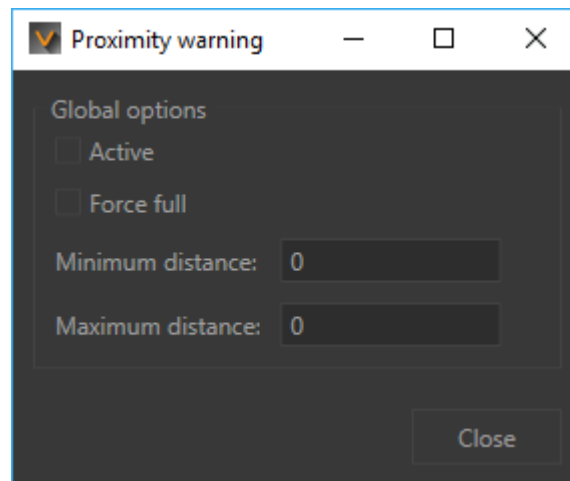 Proximity warning
Global options
Active
Force full
Minimum distance: 0
Maximum distance: 0
Close